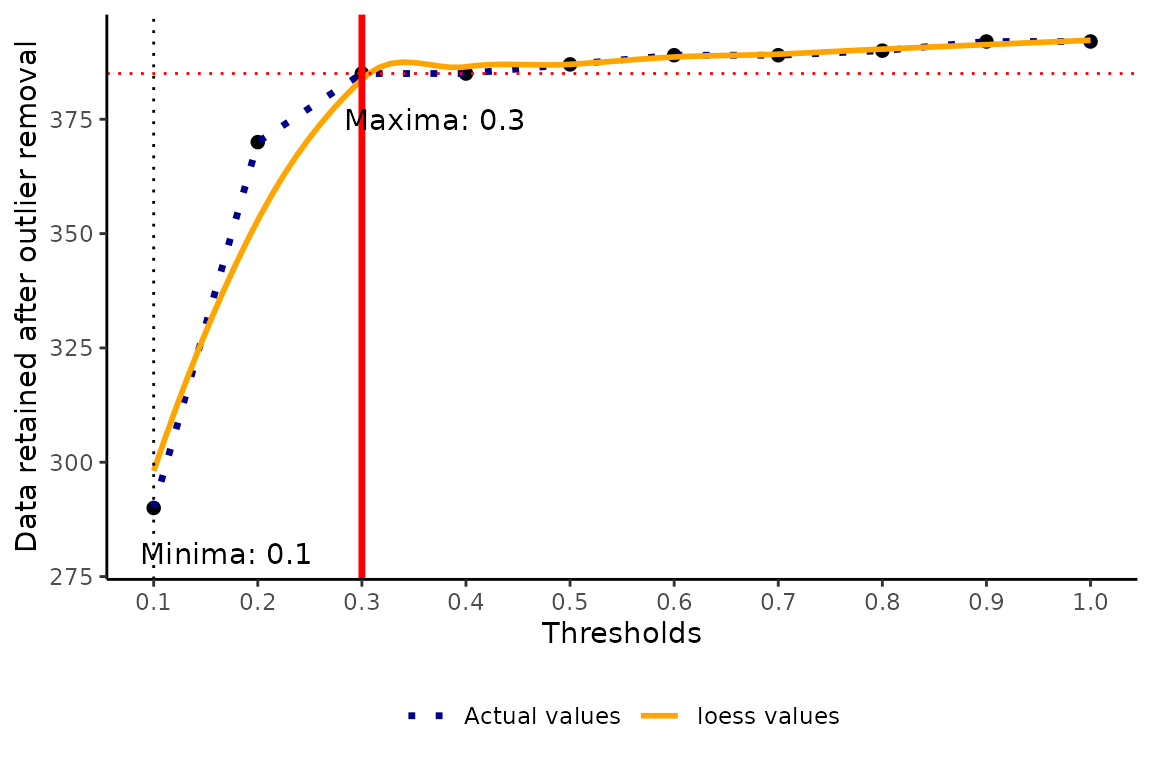 Data retained after outlier removal
375
350
325
300
275
Maxima: 0.3
Minima: 0.1
0.1 0.2 0.3 0.4 0.5 0.6 0.7 0.8 0.9 1.0
Thresholds
Actual values loess values